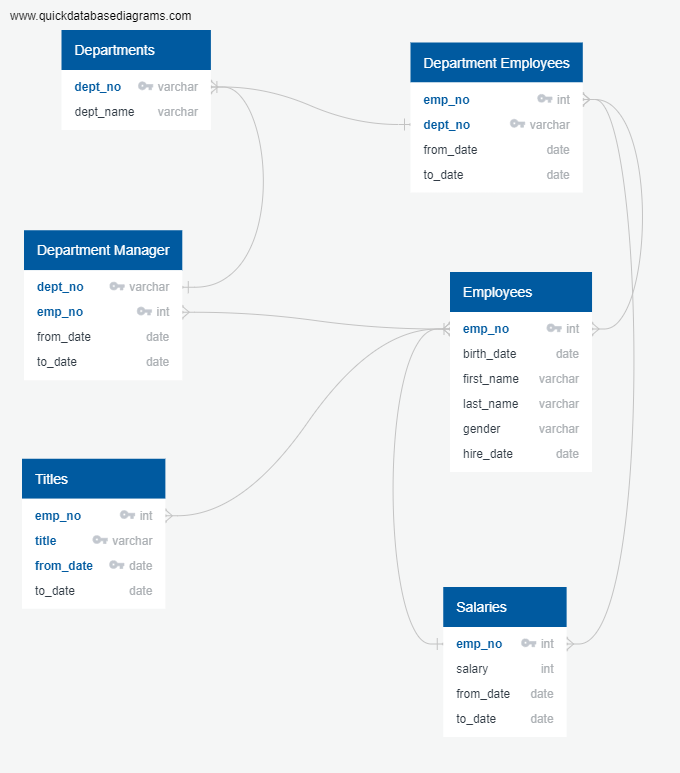 www.quickdatabasediagrams.com
Departments
dept_no varchar
dept_name varchar
Department Employees
emp_no int
dept_no varchar
from_date date
to_date date
Department Manager
dept_no varchar
emp_no int
from_date date
to_date date
Employees
emp_no int
birth_date date
first_name varchar
last_name varchar
gender varchar
hire_date date
Titles
emp_no int
title varchar
from_date date
to_date date
Salaries
emp_no int
salary int
from_date date
to_date date